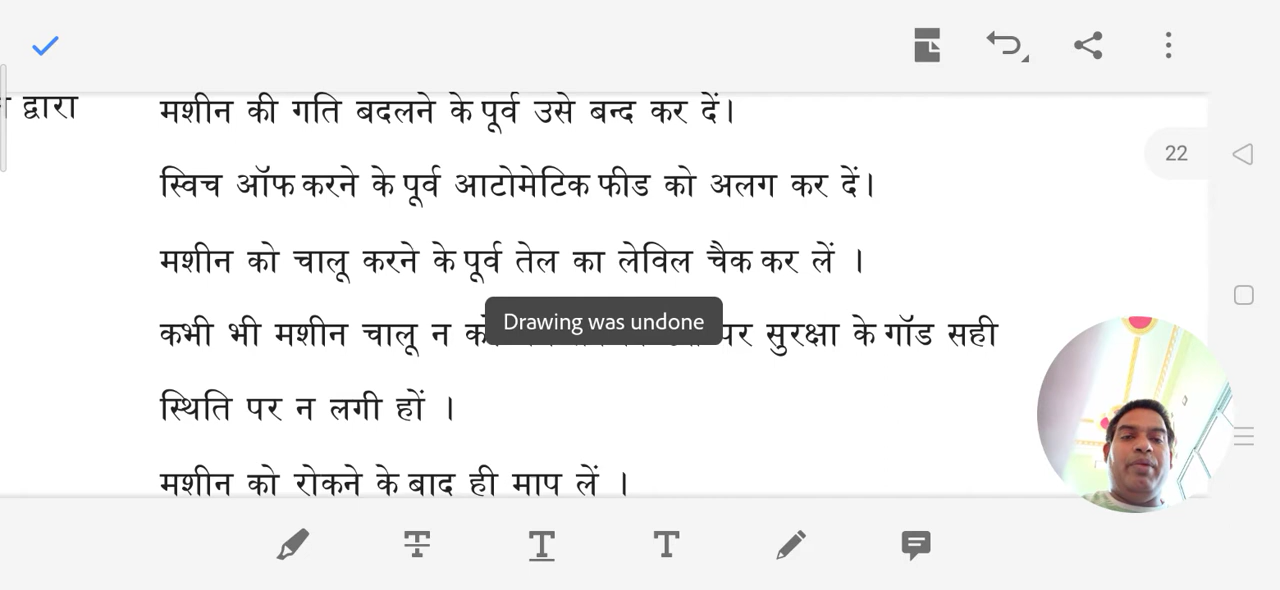 22
द्वारा
मशीन की गति बदलने के पूर्व उसे बन्द कर दें।
स्विच ऑफ करने के पूर्व आटोमेटिक फीड को अलग कर दें।
मशीन को चालू करने के पूर्व तेल का लेविल चैक कर लें ।
कभी भी मशीन चालू न पर सुरक्षा के गॉड सही
Drawing was undone
स्थिति पर न लगी हों ।
मशीन को रोकने के बाद ही माप लें ।